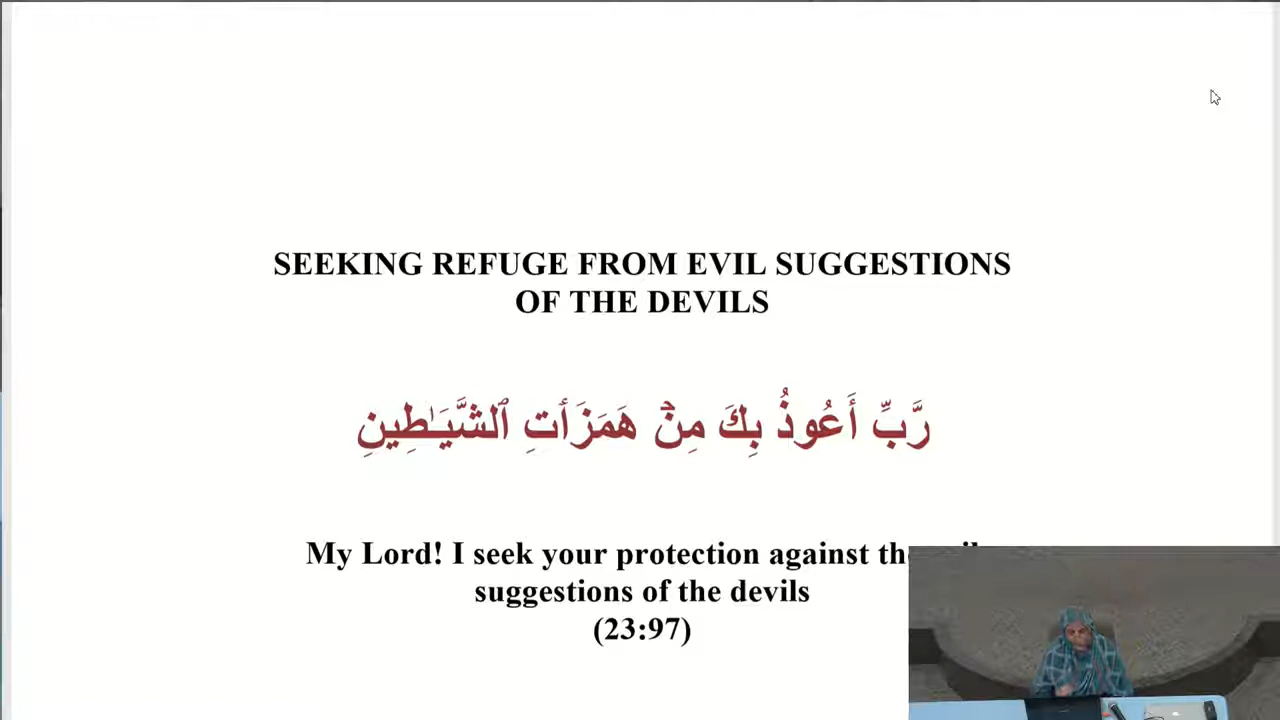 SEEKING REFUGE FROM EVIL SUGGESTIONS
OF THE DEVILS
رَّبِّ أَعُوذُ بِكَ مِنۡ هَمَزَٲتِ ٱلشَّيَـٰطِينِ
My Lord! I seek your protection against
suggestions of the devils
(23:97)